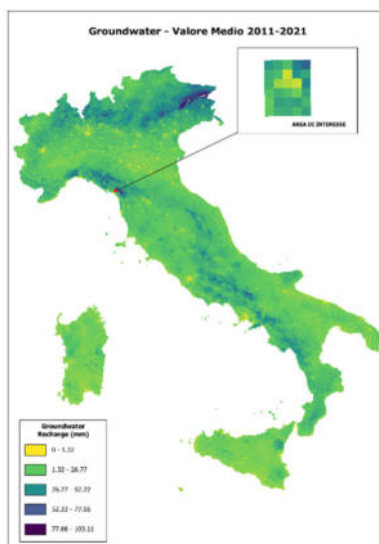 Groundwater - Valore Medio 2011-2021
AREA DI INTERESSE
Groundwater
Recharge (mm)
0 - 1.32
1.32 - 26.77
26.77 - 52.22
52.22 - 77.66
77.66 - 103.11